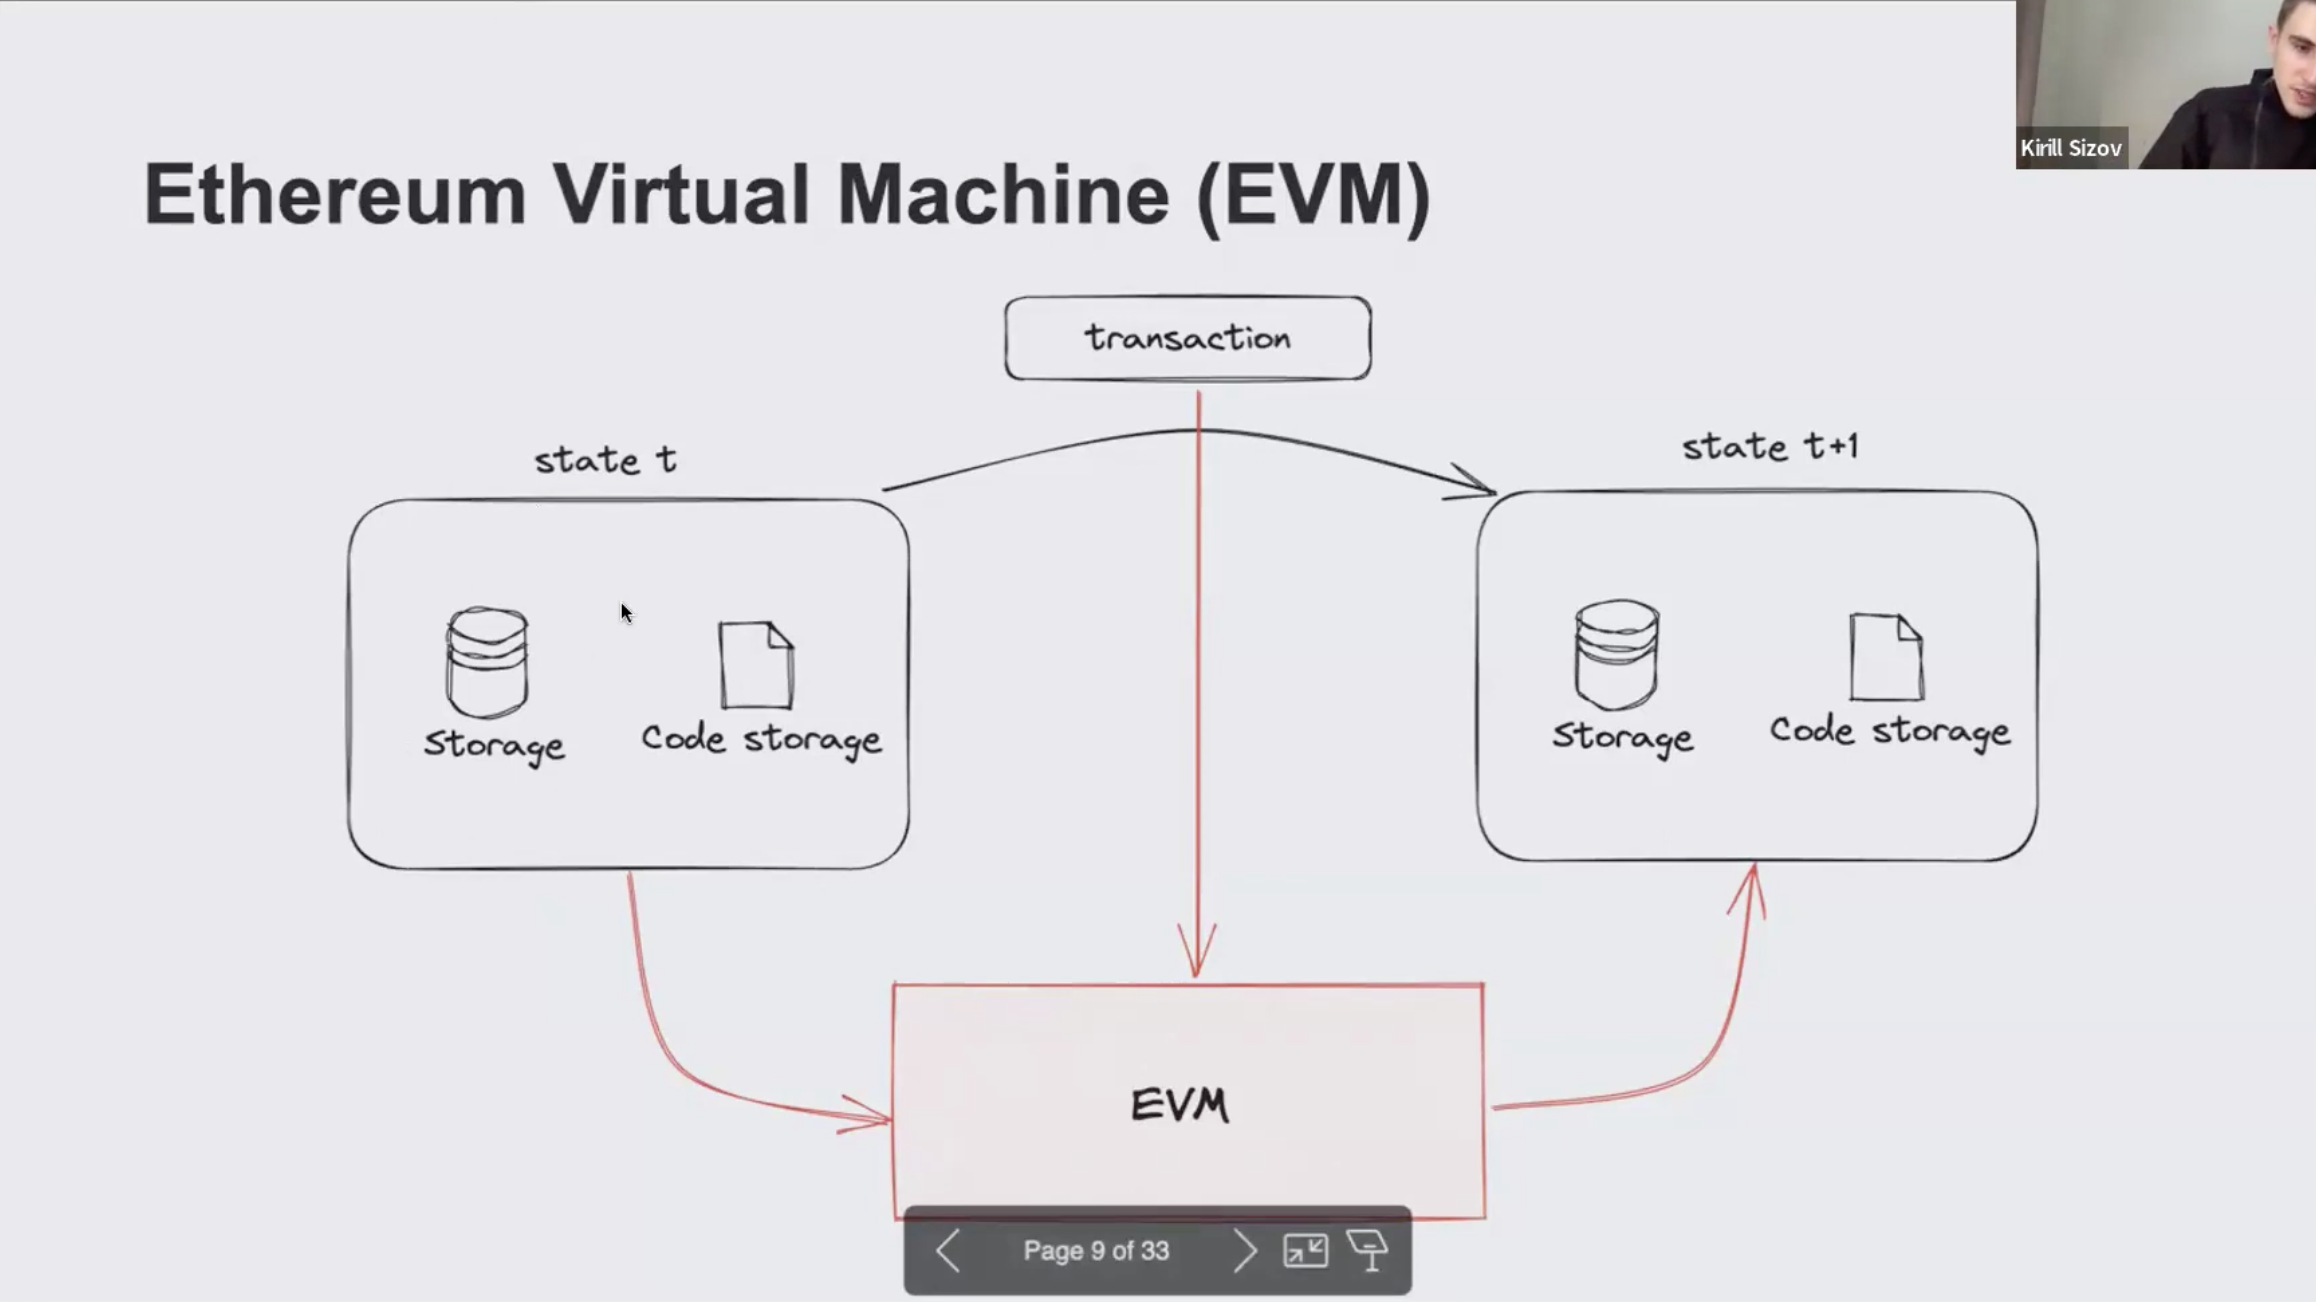 Kirill Sizov
Ethereum Virtual Machine (EVM)
transaction
state t
state t+1
Storage
Code storage
Storage
Code storage
EVM
Page 9 of 33